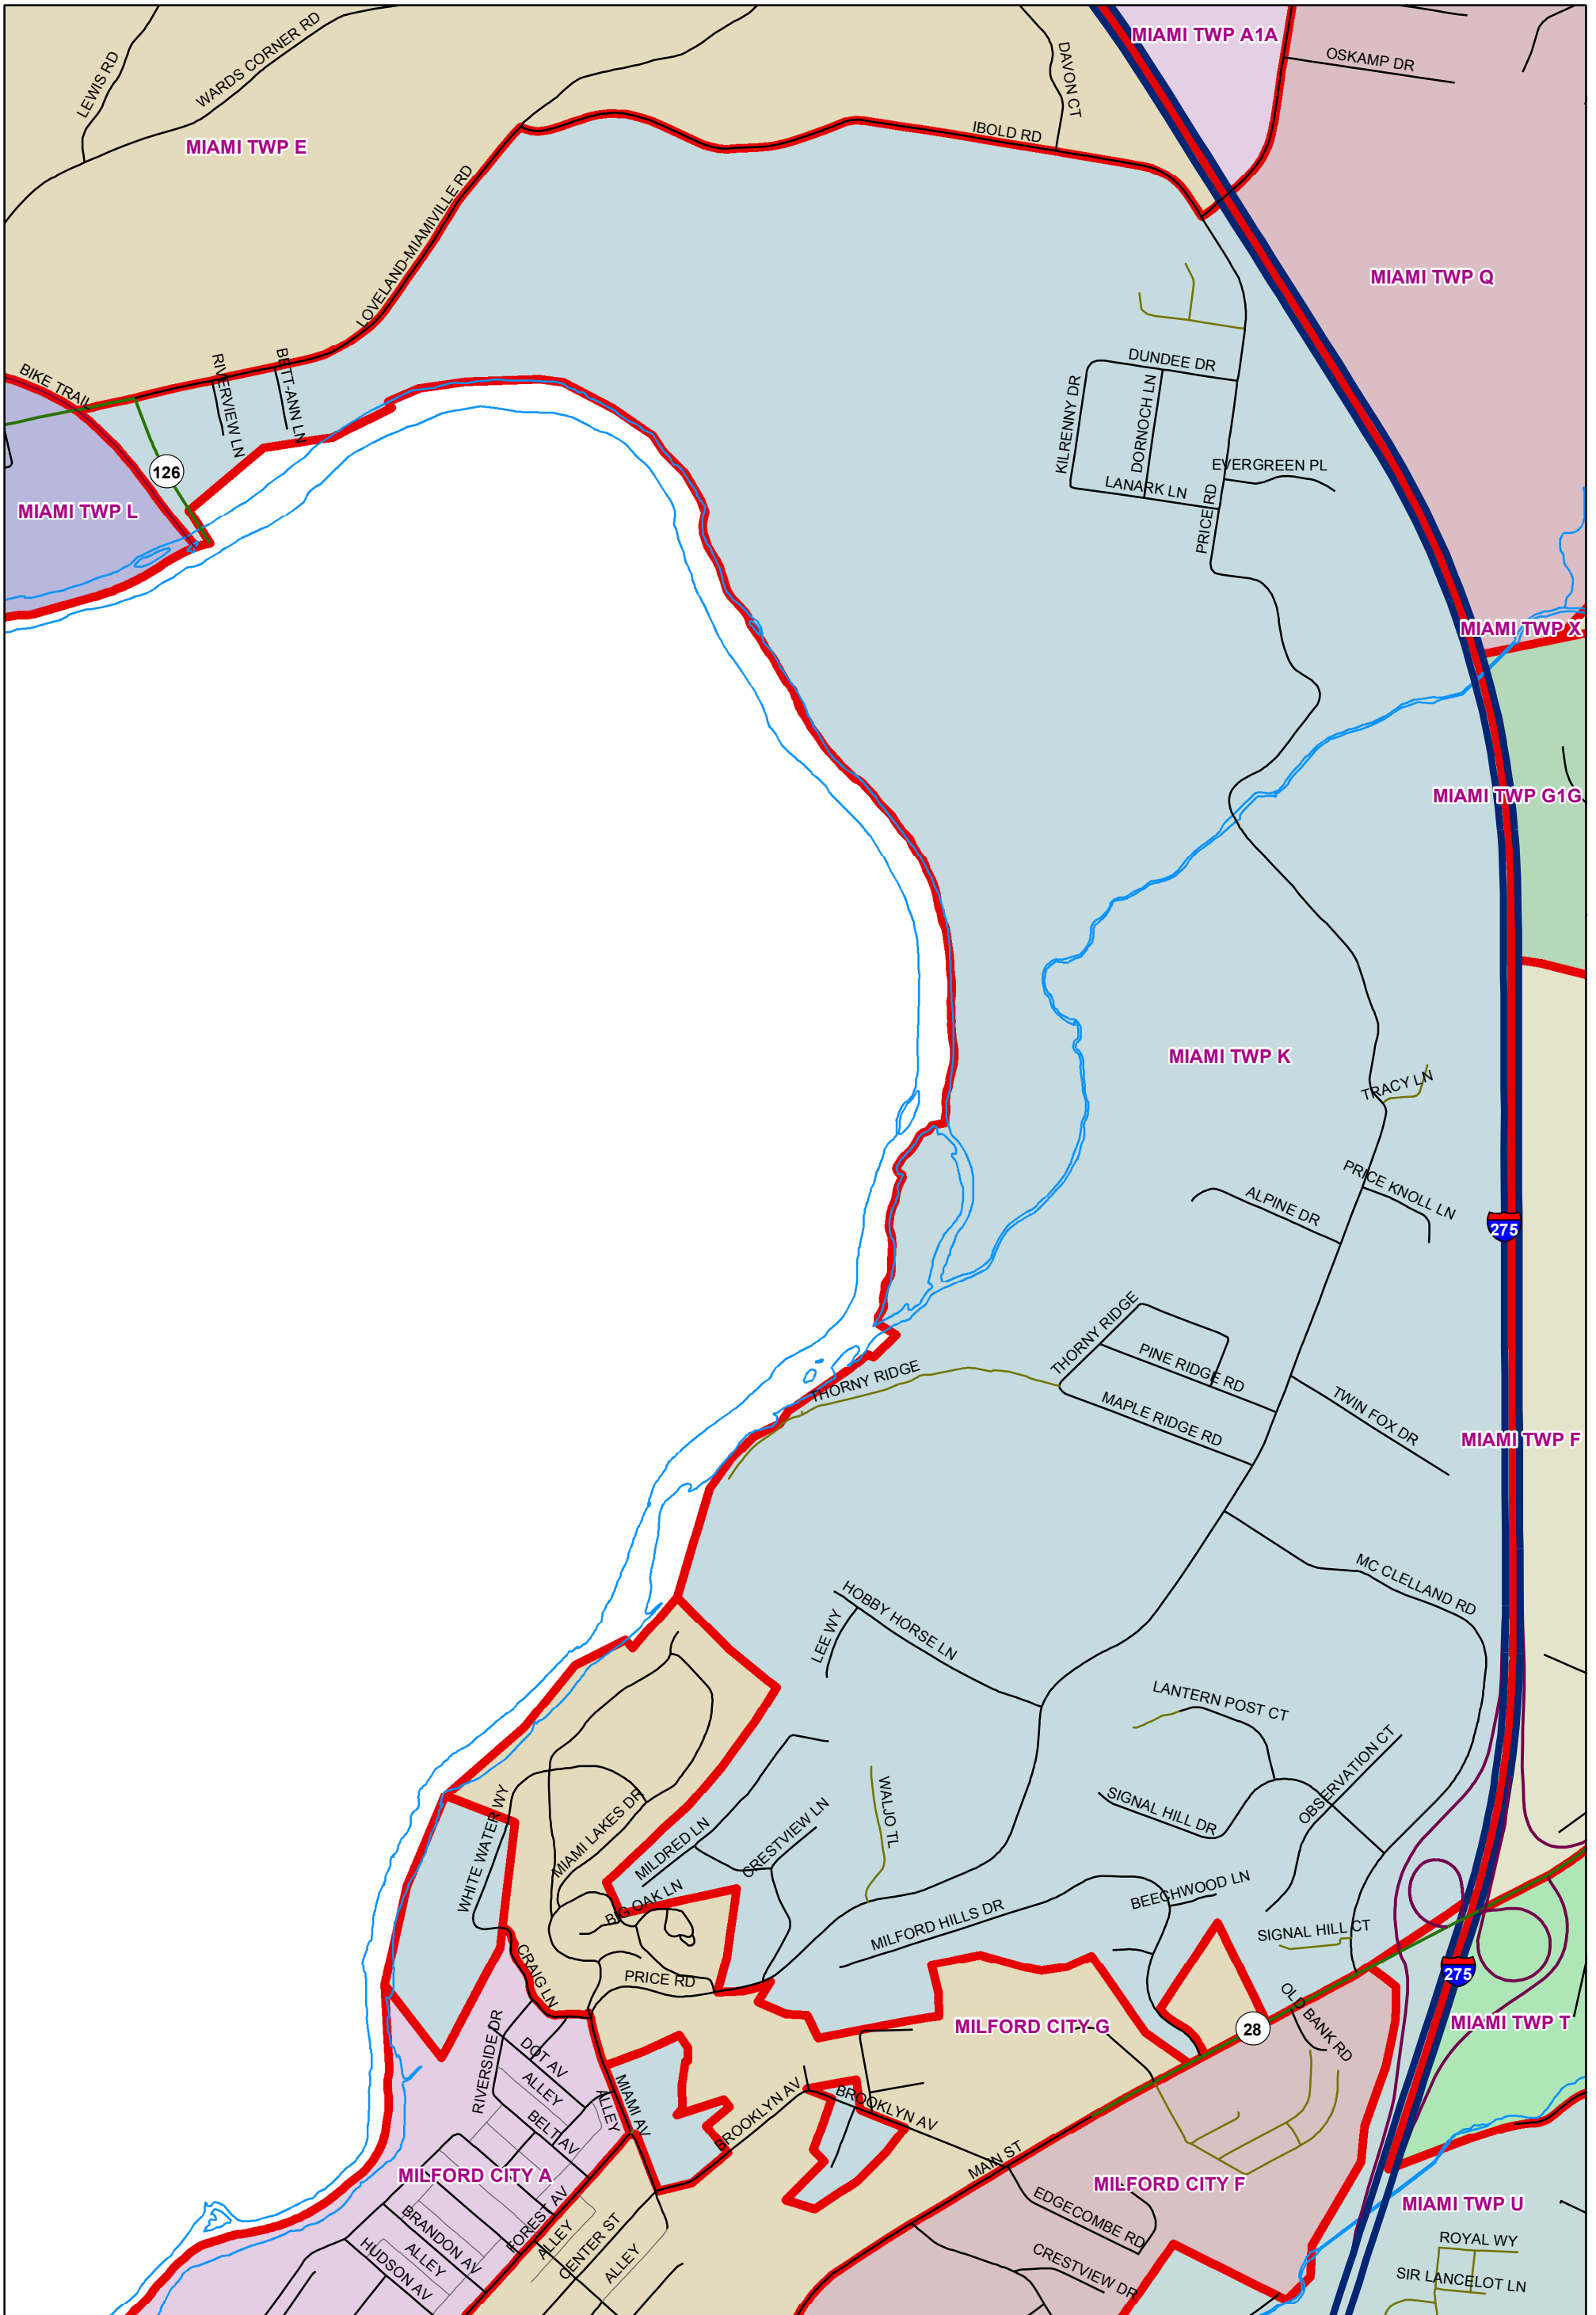 MIAMI TWP A1A
OSKAMP DR
LEWIS RD
WARDS CORNER RD
DAVON CT
IBOLD RD
MIAMI TWP E
LOVELAND-MIAMIVILLE RD
MIAMI TWP Q
BIKE TRAIL
RIVERVIEW LN
BETT-ANN LN
126
MIAMI TWP L
DUNDEE DR
KILRENNY DR
DORNOCH LN
LANARK LN
EVERGREEN PL
PRICE RD
MIAMI TWP X
MIAMI TWP G1G
MIAMI TWP K
TRACY LN
PRICE KNOLL LN
ALPINE DR
275
THORNY RIDGE
PINE RIDGE RD
THORNY RIDGE
MAPLE RIDGE RD
TWIN FOX DR
MIAMI TWP F
MC CLELLAND RD
HOBBY HORSE LN
LEE WY
LANTERN POST CT
OBSERVATION CT
SIGNAL HILL DR
WALJO TL
WHITE WATER WY
MIAMI LAKES DR
MILDRED LN
CRESTVIEW LN
BIG OAK LN
BEECHWOOD LN
MILFORD HILLS DR
SIGNAL HILL CT
CRAIG LN
PRICE RD
275
OLD BANK RD
MILFORD CITY G
28
MIAMI TWP T
RIVERSIDE DR
DOT AV
ALLEY
BELT AV
ALLEY
MIAMI AV
BROOKLYN AV
BROOKLYN AV
MAIN ST
MILFORD CITY A
MILFORD CITY F
MIAMI TWP U
EDGECOMBE RD
BRANDON AV
ALLEY
HUDSON AV
FOREST AV
ALLEY
CENTER ST
ALLEY
CRESTVIEW DR
ROYAL WY
SIR LANCELOT LN